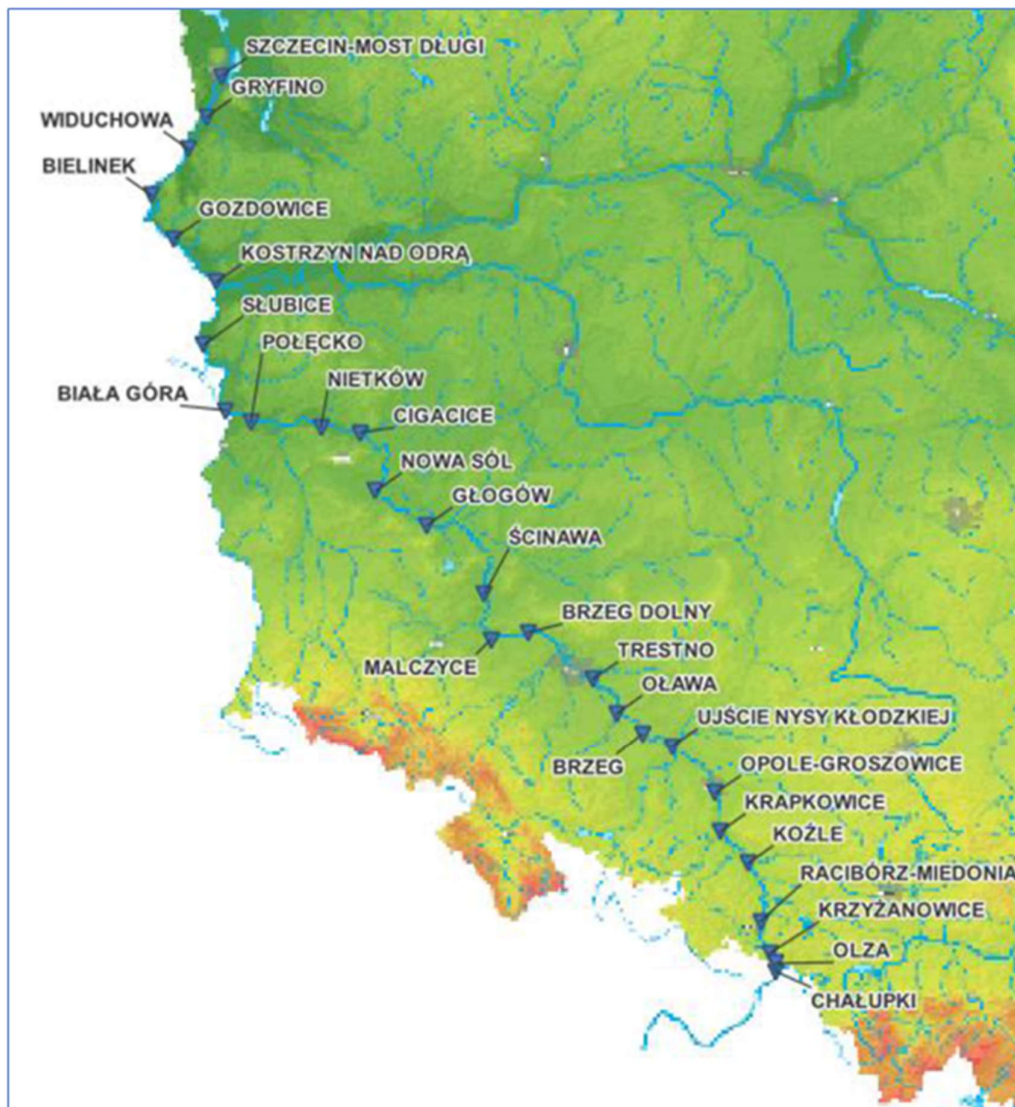 SZCZECIN-MOST DŁUGI
GRYFINO
WIDUCHOWA
BIELINEK
GOZDOWICE
KOSTRZYN NAD ODRĄ
SŁUBICE
POŁĘCKO
NIETKÓW
BIAŁA GÓRA
CIGACICE
NOWA SÓL
GŁOGÓW
ŚCINAWA
BRZEG DOLNY
MALCZYCE
TRESTNO
OŁAWA
UJŚCIE NYSY KŁODZKIEJ
BRZEG
OPOLE-GROSZOWICE
KRAPKOWICE
KOŹLE
RACIBÓRZ-MIEDONIA
KRZYŻANOWICE
OLZA
CHAŁUPKI